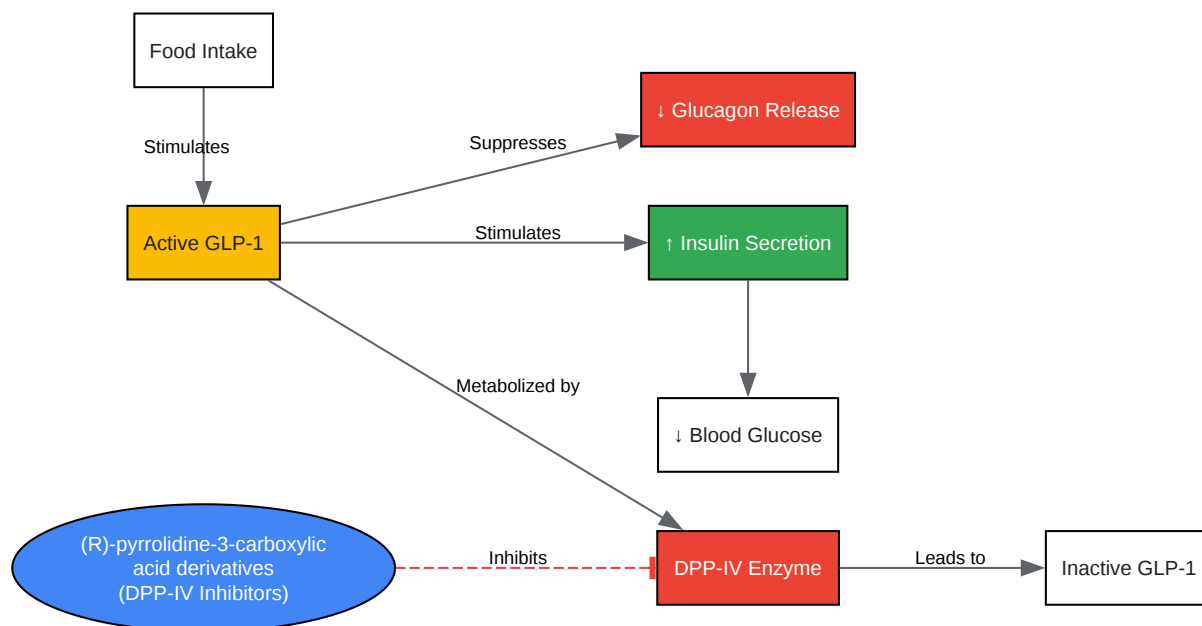 Food Intake
Stimulates
↓ Glucagon Release
Suppresses
Active GLP-1
Stimulates
↑ Insulin Secretion
Metabolized by
↓ Blood Glucose
(R)-pyrrolidine-3-carboxylic
acid derivatives
(DPP-IV Inhibitors)
Inhibits
DPP-IV Enzyme
Leads to
Inactive GLP-1